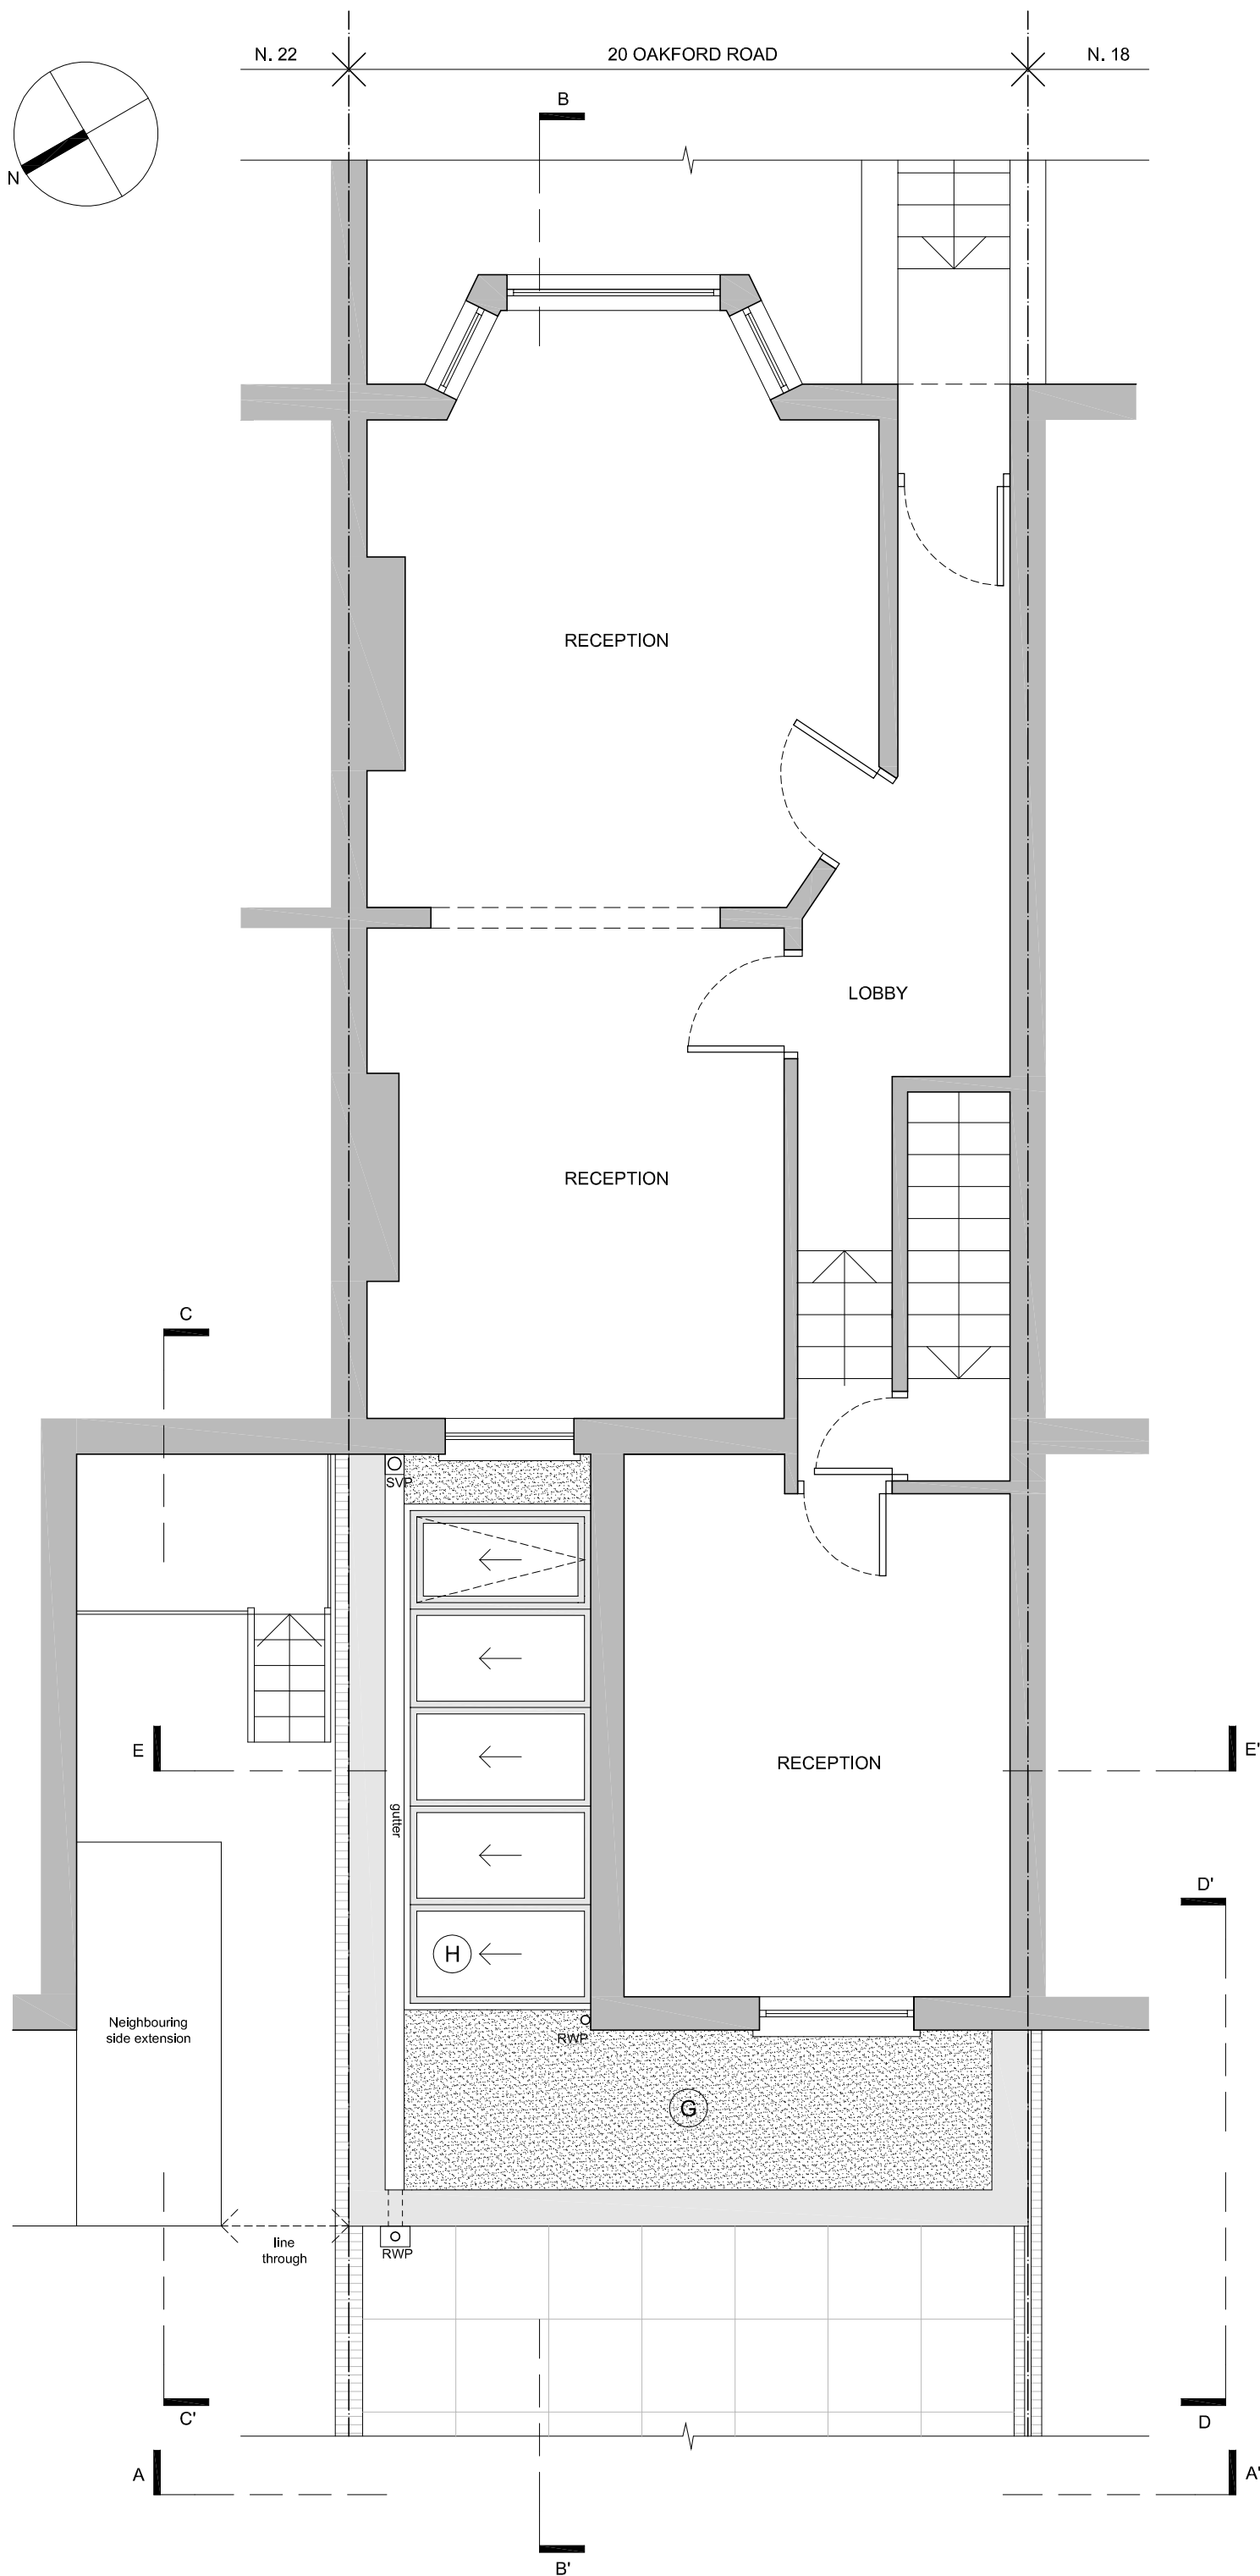 N. 22
20 OAKFORD ROAD
N. 18
B
N
RECEPTION
LOBBY
RECEPTION
C
SVP
E
RECEPTION
E'
gutter
D'
H
Neighbouring
side extension
RWP
G
line
through
RWP
C'
D
A
A'
B'